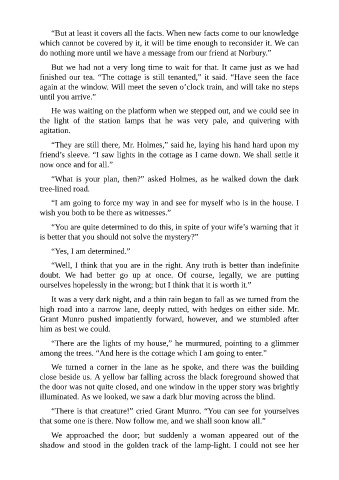 “But at least it covers all the facts. When new facts come to our knowledge
which cannot be covered by it, it will be time enough to reconsider it. We can
do nothing more until we have a message from our friend at Norbury.”
But we had not a very long time to wait for that. It came just as we had
finished our tea. “The cottage is still tenanted,” it said. “Have seen the face
again at the window. Will meet the seven o’clock train, and will take no steps
until you arrive.”
He was waiting on the platform when we stepped out, and we could see in
the light of the station lamps that he was very pale, and quivering with
agitation.
“They are still there, Mr. Holmes,” said he, laying his hand hard upon my
friend’s sleeve. “I saw lights in the cottage as I came down. We shall settle it
now once and for all.”
“What is your plan, then?” asked Holmes, as he walked down the dark
tree-lined road.
“I am going to force my way in and see for myself who is in the house. I
wish you both to be there as witnesses.”
“You are quite determined to do this, in spite of your wife’s warning that it
is better that you should not solve the mystery?”
“Yes, I am determined.”
“Well, I think that you are in the right. Any truth is better than indefinite
doubt. We had better go up at once. Of course, legally, we are putting
ourselves hopelessly in the wrong; but I think that it is worth it.”
It was a very dark night, and a thin rain began to fall as we turned from the
high road into a narrow lane, deeply rutted, with hedges on either side. Mr.
Grant Munro pushed impatiently forward, however, and we stumbled after
him as best we could.
“There are the lights of my house,” he murmured, pointing to a glimmer
among the trees. “And here is the cottage which I am going to enter.”
We turned a corner in the lane as he spoke, and there was the building
close beside us. A yellow bar falling across the black foreground showed that
the door was not quite closed, and one window in the upper story was brightly
illuminated. As we looked, we saw a dark blur moving across the blind.
“There is that creature!” cried Grant Munro. “You can see for yourselves
that some one is there. Now follow me, and we shall soon know all.”
We approached the door; but suddenly a woman appeared out of the
shadow and stood in the golden track of the lamp-light. I could not see her